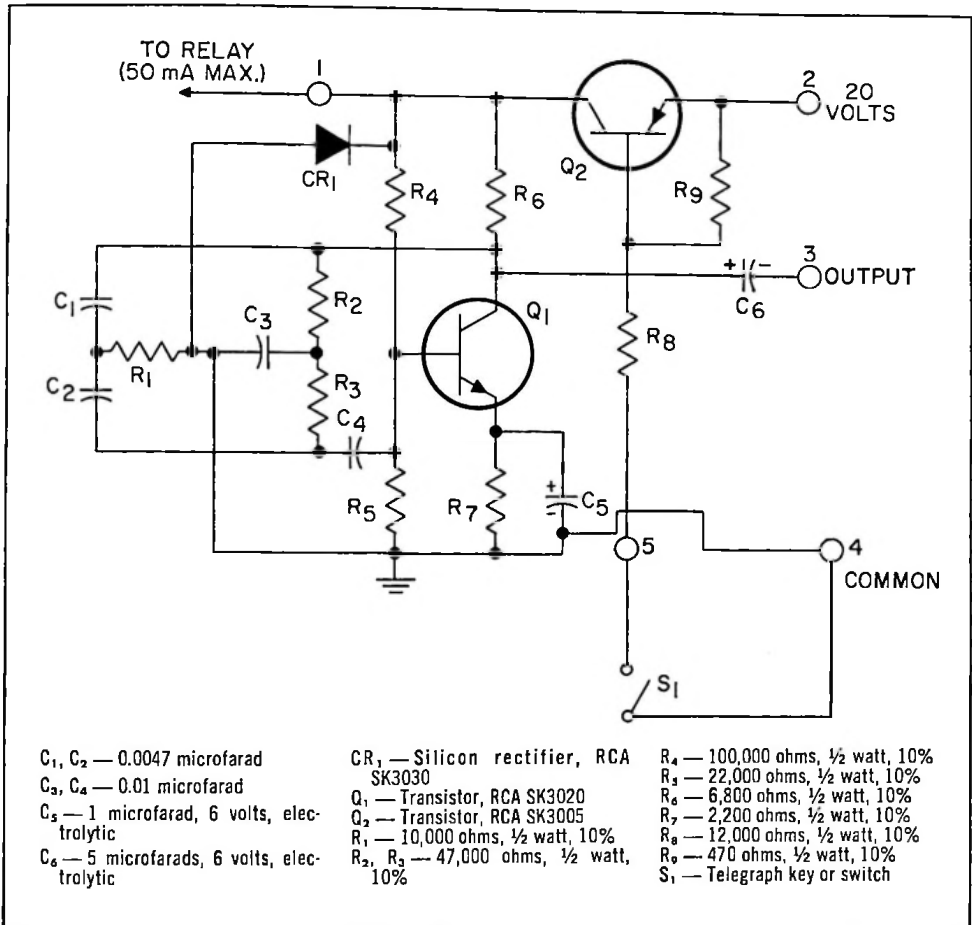 TO RELAY
(50 mA MAX.)
1
2
20
VOLTS
CR1
R4
R6
Q2
R9
3
OUTPUT
C6
C1
R2
C3
Q1
R8
R1
C2
R3
C4
R5
R7
+
-
C5
5
4
COMMON
S1
+
-
C₁, C₂ — 0.0047 microfarad
C₃, C₄ — 0.01 microfarad
C₅ — 1 microfarad, 6 volts, elec-
trolytic
C₆ — 5 microfarads, 6 volts, elec-
trolytic
CR₁ — Silicon rectifier, RCA
SK3030
Q₁ — Transistor, RCA SK3020
Q₂ — Transistor, RCA SK3005
R₁ — 10,000 ohms, ½ watt, 10%
R₂, R₃ — 47,000 ohms, ½ watt,
10%
R₄ — 100,000 ohms, ½ watt, 10%
R₅ — 22,000 ohms, ½ watt, 10%
R₆ — 6,800 ohms, ½ watt, 10%
R₇ — 2,200 ohms, ½ watt, 10%
R₈ — 12,000 ohms, ½ watt, 10%
R₉ — 470 ohms, ½ watt, 10%
S₁ — Telegraph key or switch